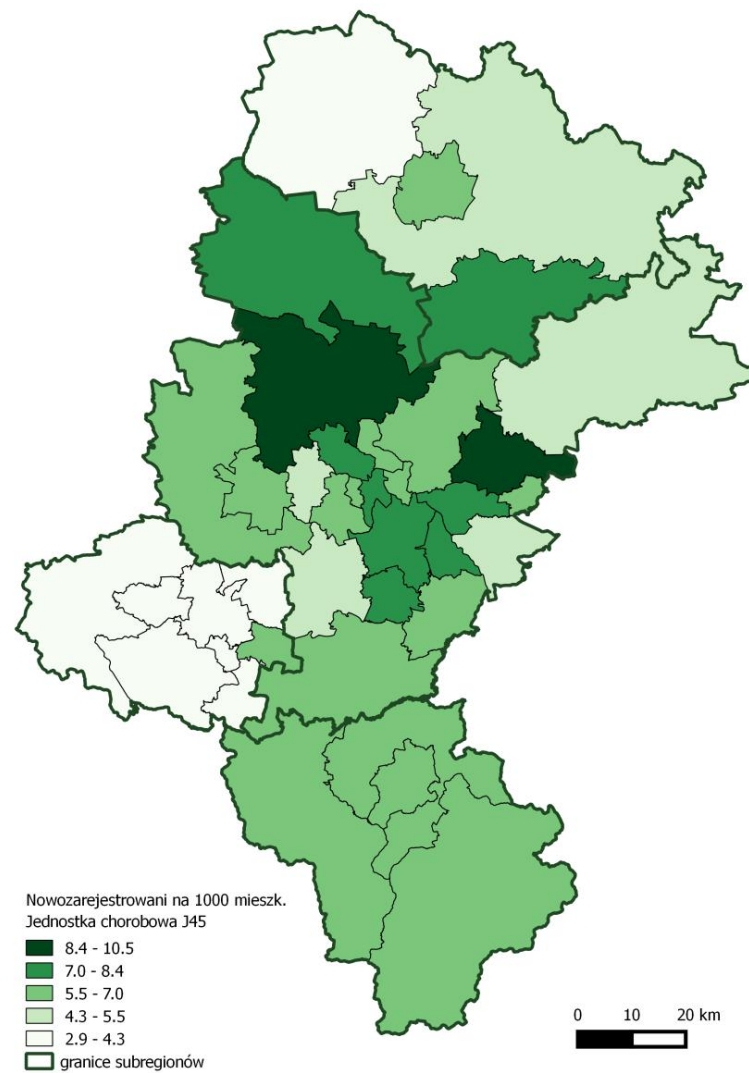 Nowozarejestrowani na 1000 mieszk.
Jednostka chorobowa J45
8.4 - 10.5
7.0 - 8.4
5.5 - 7.0
4.3 - 5.5
2.9 - 4.3
granice subregionów
0 10 20 km